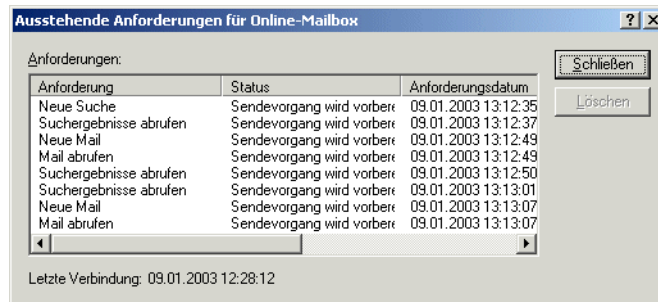 Ausstehende Anforderungen für Online-Mailbox
Anforderungen:
Schließen
Löschen
Anforderung Status Anforderungsdatum
Neue Suche Sendevorgang wird vorbere 09.01.2003 13:12:35
Suchergebnisse abrufen Sendevorgang wird vorbere 09.01.2003 13:12:37
Neue Mail Sendevorgang wird vorbere 09.01.2003 13:12:49
Mail abrufen Sendevorgang wird vorbere 09.01.2003 13:12:49
Suchergebnisse abrufen Sendevorgang wird vorbere 09.01.2003 13:12:50
Suchergebnisse abrufen Sendevorgang wird vorbere 09.01.2003 13:13:01
Neue Mail Sendevorgang wird vorbere 09.01.2003 13:13:07
Mail abrufen Sendevorgang wird vorbere 09.01.2003 13:13:07
Letzte Verbindung: 09.01.2003 12:28:12